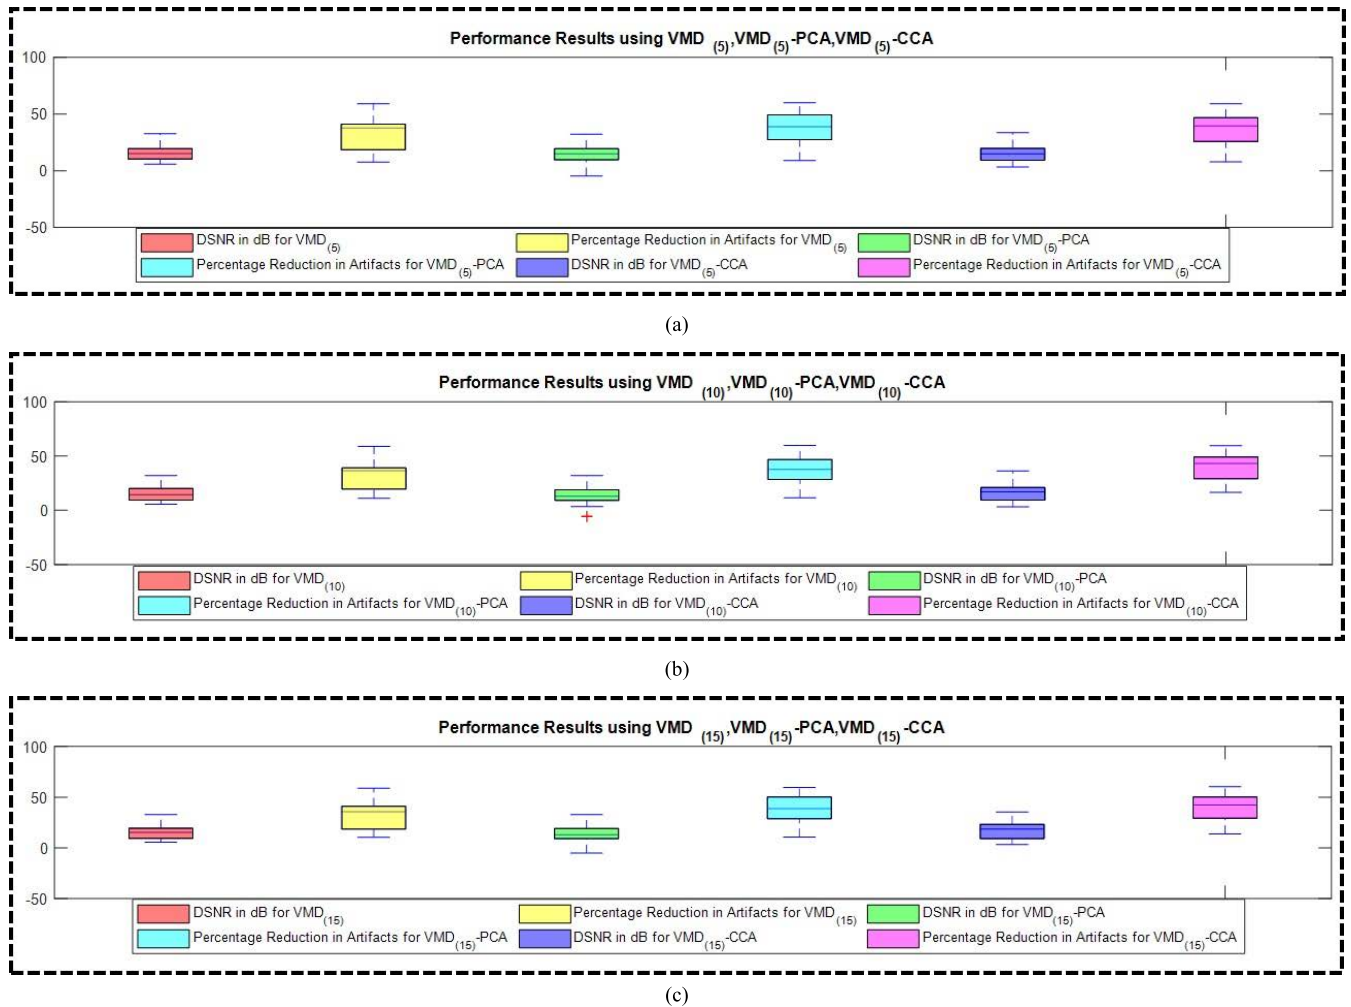 Performance Results using VMD (5),VMD(5)-PCA,VMD(5)-CCA
100
50
0
-50
DSNR in dB for VMD(5) Percentage Reduction in Artifacts for VMD(5) DSNR in dB for VMD(5)-PCA
Percentage Reduction in Artifacts for VMD(5)-PCA DSNR in dB for VMD(5)-CCA Percentage Reduction in Artifacts for VMD(5)-CCA
(a)
Performance Results using VMD (10),VMD(10)-PCA,VMD(10)-CCA
100
50
0
-50
DSNR in dB for VMD(10) Percentage Reduction in Artifacts for VMD(10) DSNR in dB for VMD(10)-PCA
Percentage Reduction in Artifacts for VMD(10)-PCA DSNR in dB for VMD(10)-CCA Percentage Reduction in Artifacts for VMD(10)-CCA
(b)
Performance Results using VMD (15),VMD(15)-PCA,VMD(15)-CCA
100
50
0
-50
DSNR in dB for VMD(15) Percentage Reduction in Artifacts for VMD(15) DSNR in dB for VMD(15)-PCA
Percentage Reduction in Artifacts for VMD(15)-PCA DSNR in dB for VMD(15)-CCA Percentage Reduction in Artifacts for VMD(15)-CCA
(c)